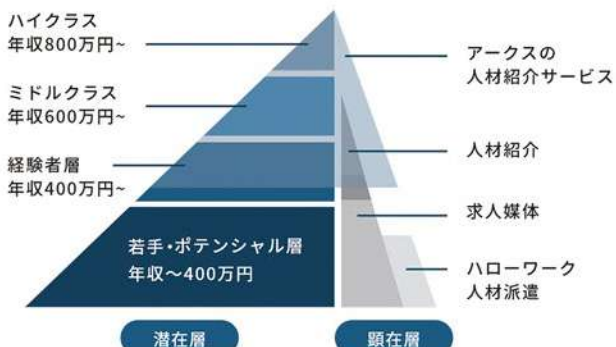 ハイクラス
年収800万円~
ミドルクラス
年収600万円~
経験者層
年収400万円~
若手・ポテンシャル層
年収～400万円
アークスの
人材紹介サービス
人材紹介
求人媒体
ハローワーク
人材派遣
潜在層
顕在層